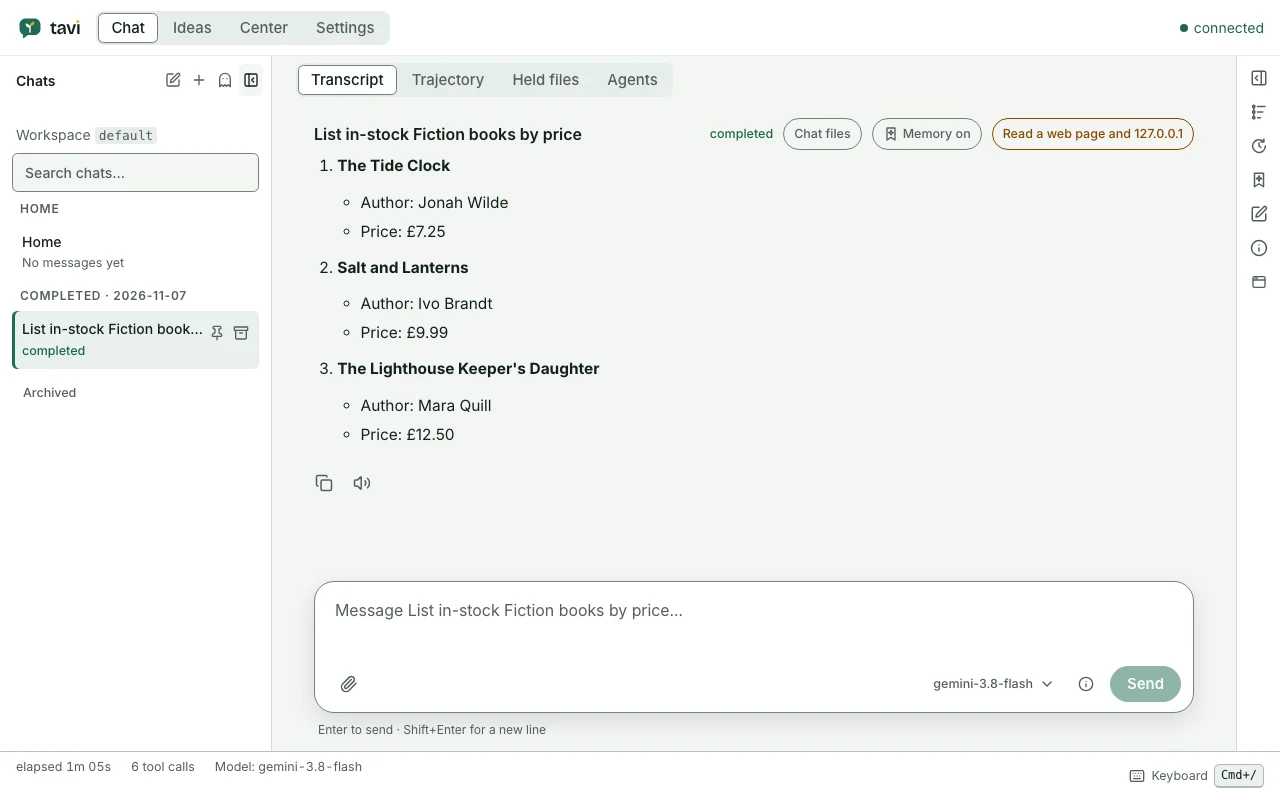 tavi
Chat Ideas Center Settings
connected
Chats
Workspace default
Search chats...
HOME
Home
No messages yet
COMPLETED · 2026-11-07
List in-stock Fiction book...
completed
Archived
Transcript Trajectory Held files Agents
List in-stock Fiction books by price
completed Chat files Memory on Read a web page and 127.0.0.1
1. The Tide Clock
Author: Jonah Wilde
Price: £7.25
2. Salt and Lanterns
Author: Ivo Brandt
Price: £9.99
3. The Lighthouse Keeper's Daughter
Author: Mara Quill
Price: £12.50
Message List in-stock Fiction books by price...
gemini-3.8-flash Send
Enter to send · Shift+Enter for a new line
elapsed 1m 05s 6 tool calls Model: gemini-3.8-flash
Keyboard Cmd+/